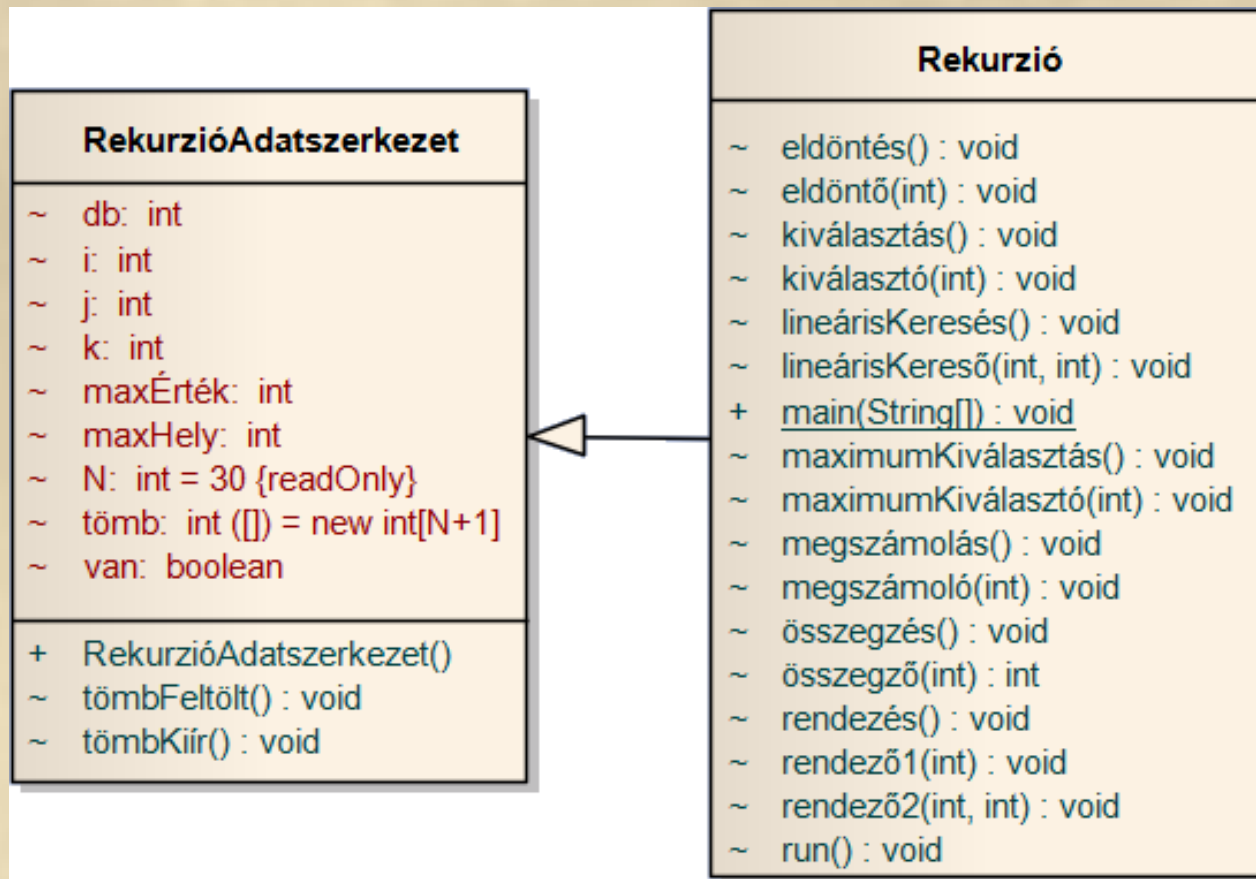 RekurzióAdatszerkezet
~ db: int
~ i: int
~ j: int
~ k: int
~ maxÉrték: int
~ maxHely: int
~ N: int = 30 {readOnly}
~ tömb: int ([]) = new int[N+1]
~ van: boolean
+ RekurzióAdatszerkezet()
~ tömbFeltölt() : void
~ tömbKiír() : void
Rekurzió
~ eldöntés() : void
~ eldöntő(int) : void
~ kiválasztás() : void
~ kiválasztó(int) : void
~ lineárisKeresés() : void
~ lineárisKereső(int, int) : void
+ main(String[]) : void
~ maximumKiválasztás() : void
~ maximumKiválasztó(int) : void
~ megszámolás() : void
~ megszámoló(int) : void
~ összegzés() : void
~ összegző(int) : int
~ rendezés() : void
~ rendező1(int) : void
~ rendező2(int, int) : void
~ run() : void